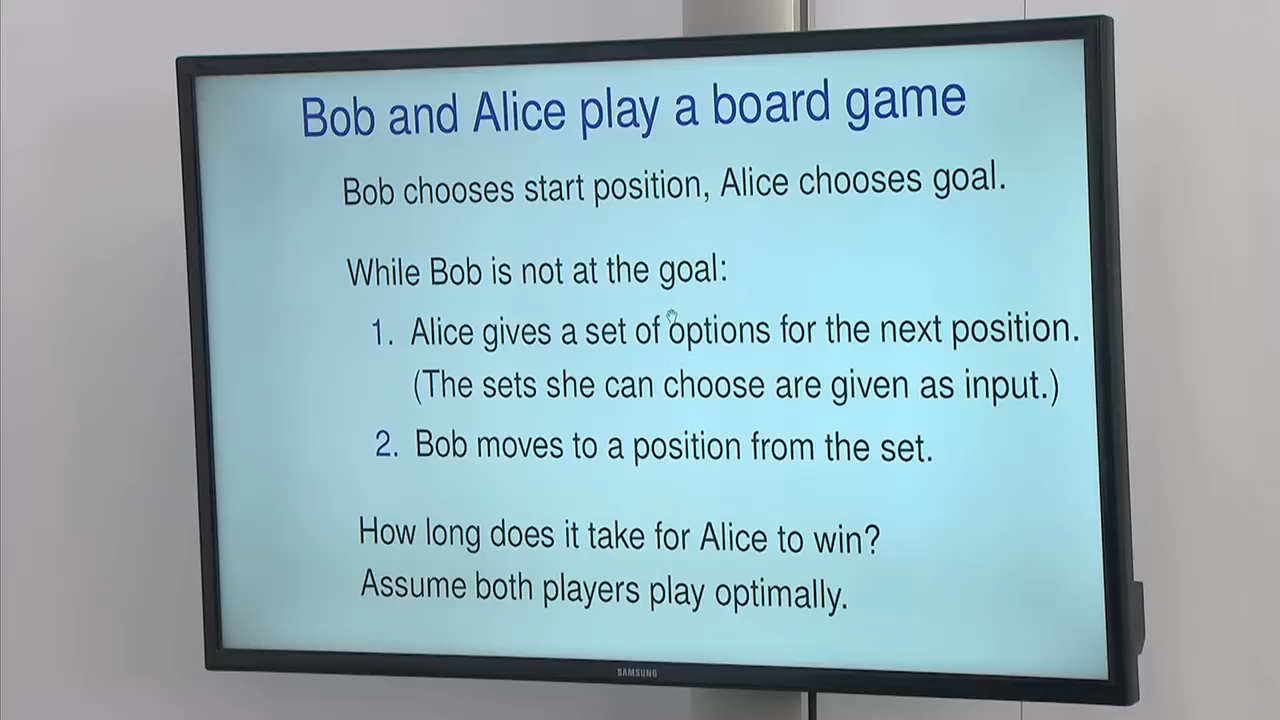 Bob and Alice play a board game
Bob chooses start position, Alice chooses goal.
While Bob is not at the goal:
1. Alice gives a set of options for the next position.
(The sets she can choose are given as input.)
2. Bob moves to a position from the set.
How long does it take for Alice to win?
Assume both players play optimally.
SAMSUNG